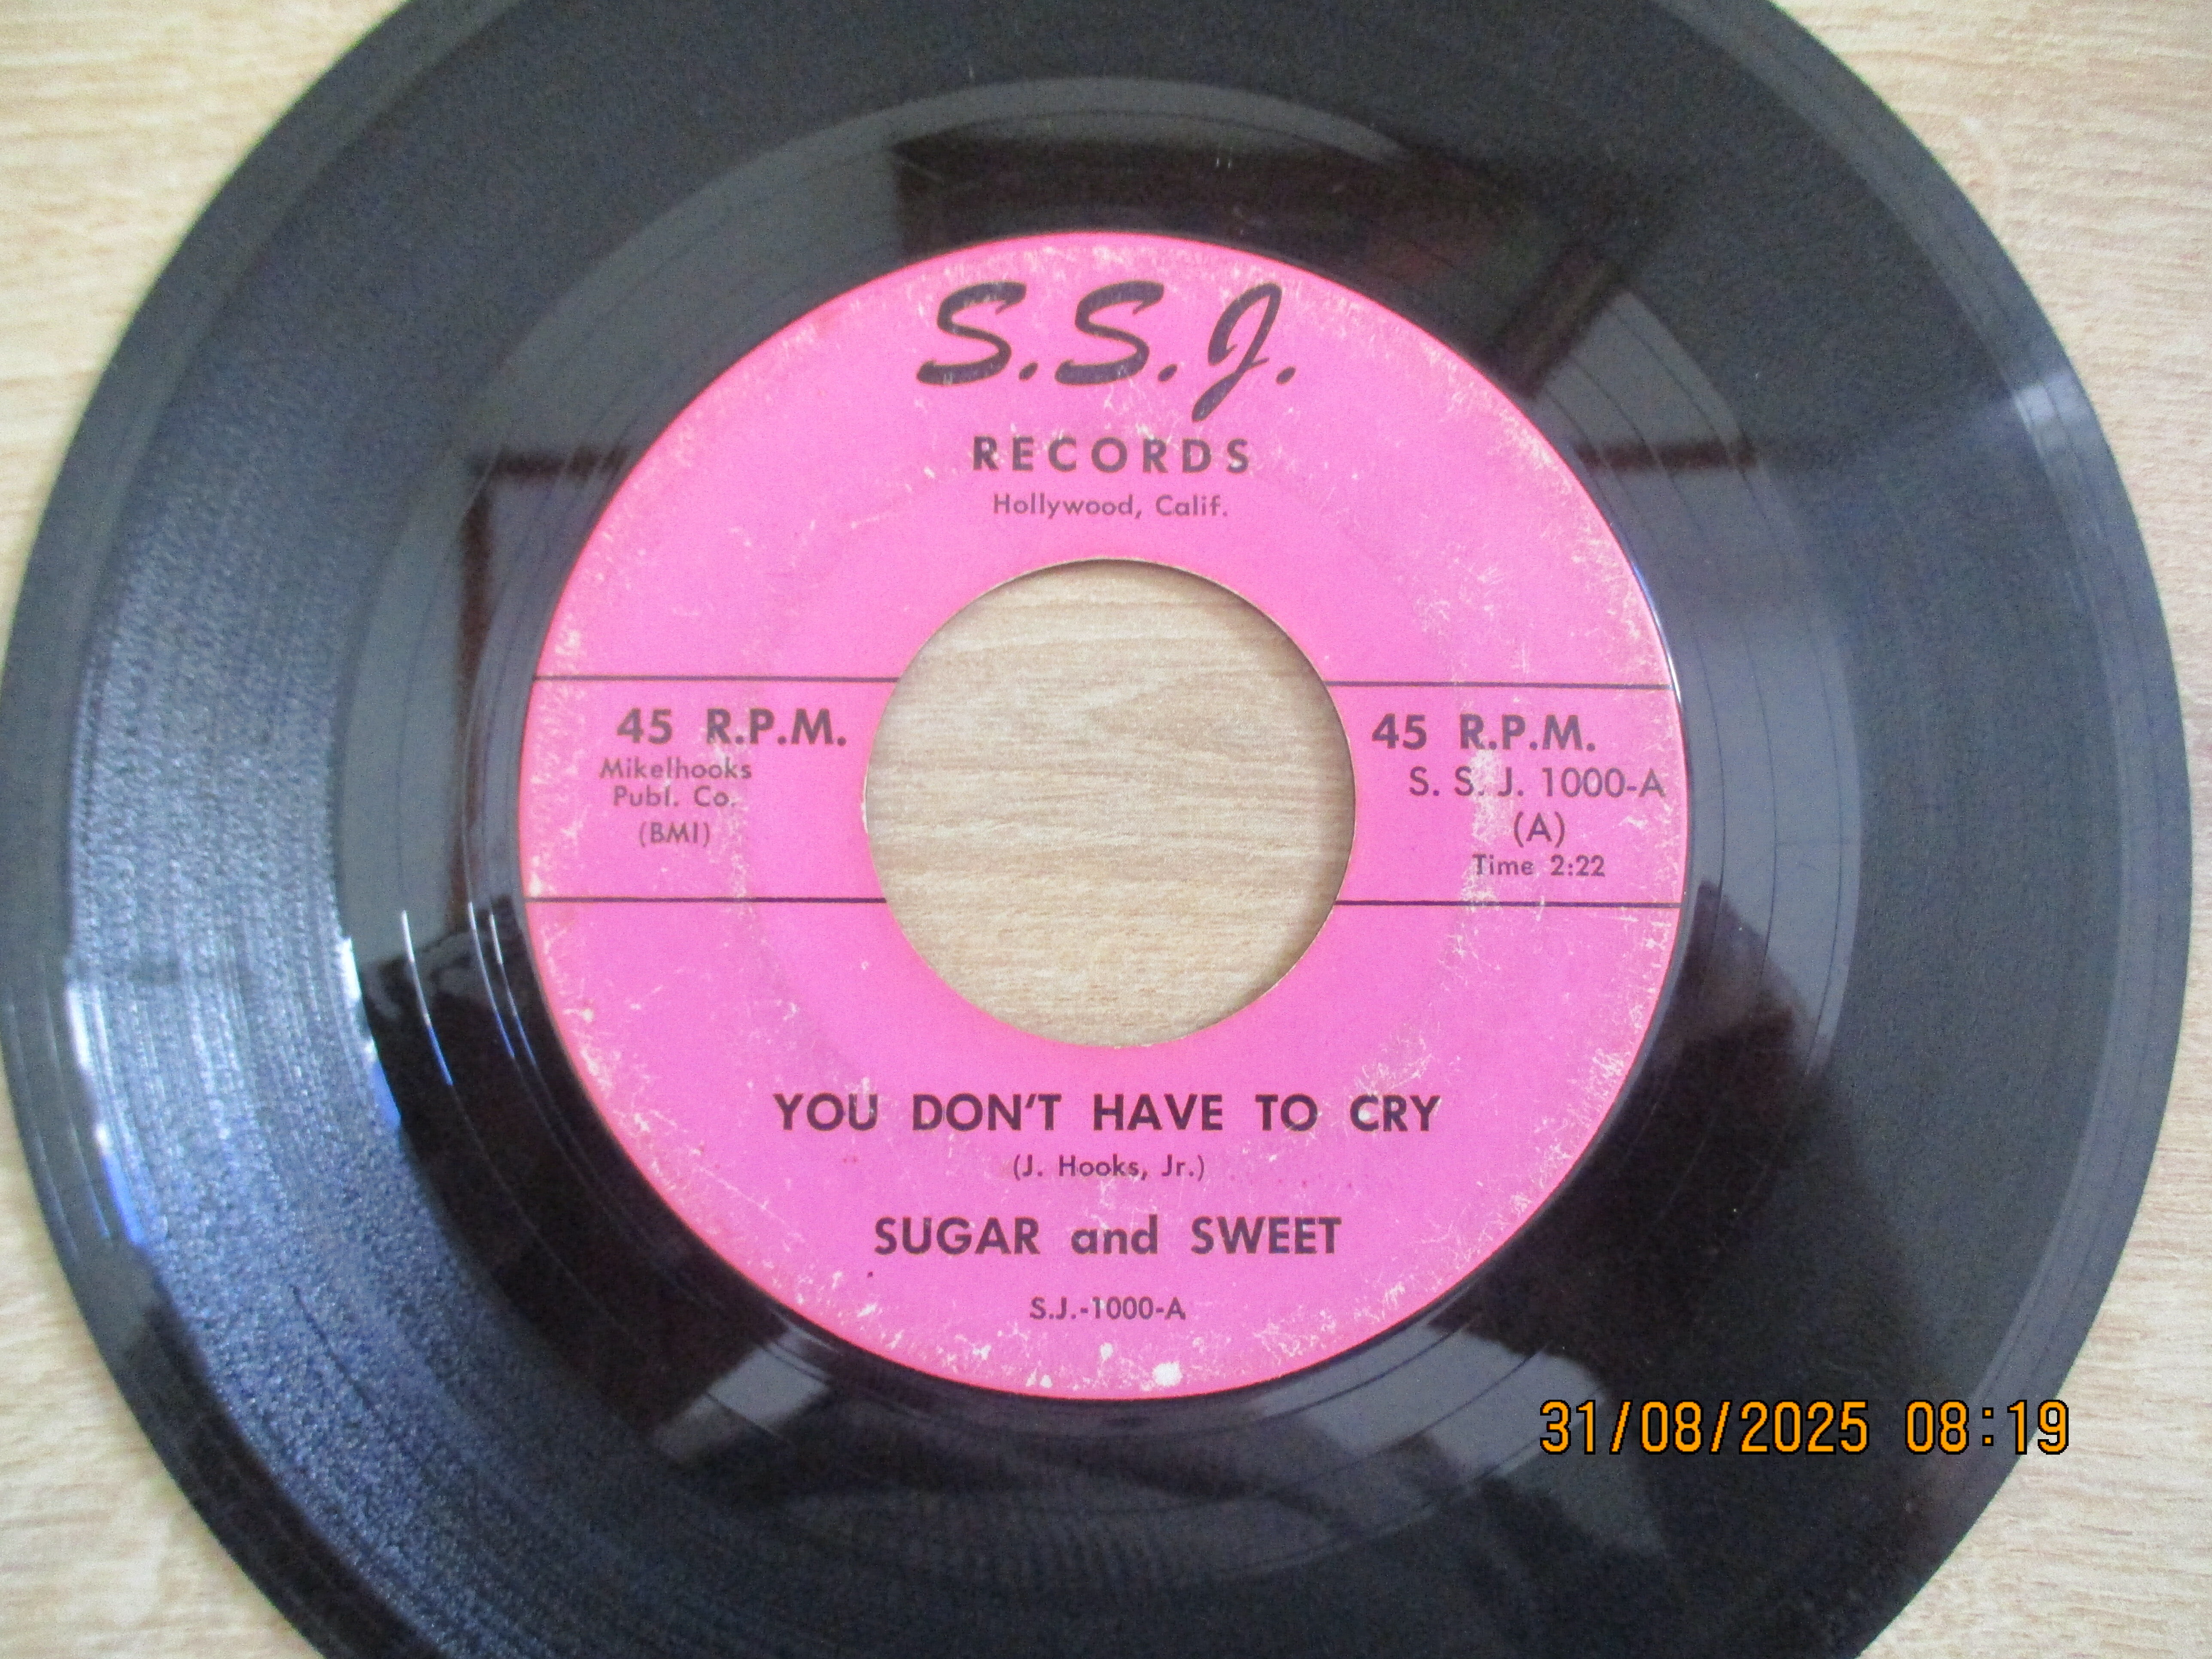 S.S.J.
RECORDS
Hollywood, Calif.
45 R.P.M.
Mikelhooks
Publ. Co.
(BMI)
45 R.P.M.
S. S. J. 1000-A
(A)
Time 2:22
YOU DON'T HAVE TO CRY
(J. Hooks, Jr.)
SUGAR and SWEET
S.J.-1000-A
31/08/2025 08:19